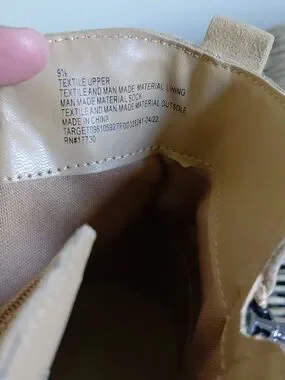 9½
TEXTILE UPPER
TEXTILE AND MAN MADE MATERIAL LINING
MAN MADE MATERIAL SOCK
TEXTILE AND MAN MADE MATERIAL OUTSOLE
MADE IN CHINA
RN#17730